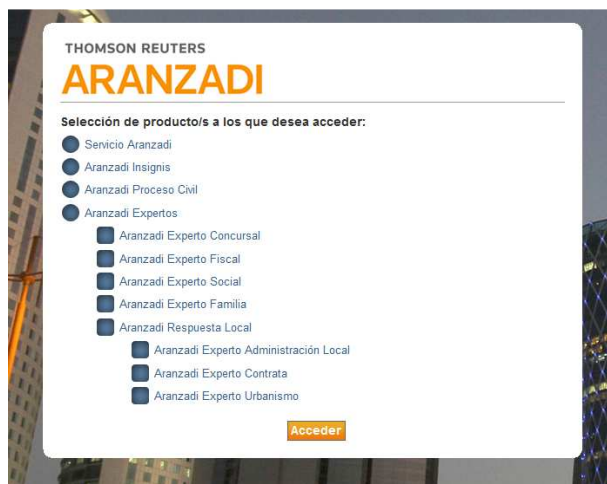 THOMSON REUTERS
ARANZADI
Selección de producto/s a los que desea acceder:
Servicio Aranzadi
Aranzadi Insignis
Aranzadi Proceso Civil
Aranzadi Expertos
Aranzadi Experto Concursal
Aranzadi Experto Fiscal
Aranzadi Experto Social
Aranzadi Experto Familia
Aranzadi Respuesta Local
Aranzadi Experto Administración Local
Aranzadi Experto Contrata
Aranzadi Experto Urbanismo
Acceder